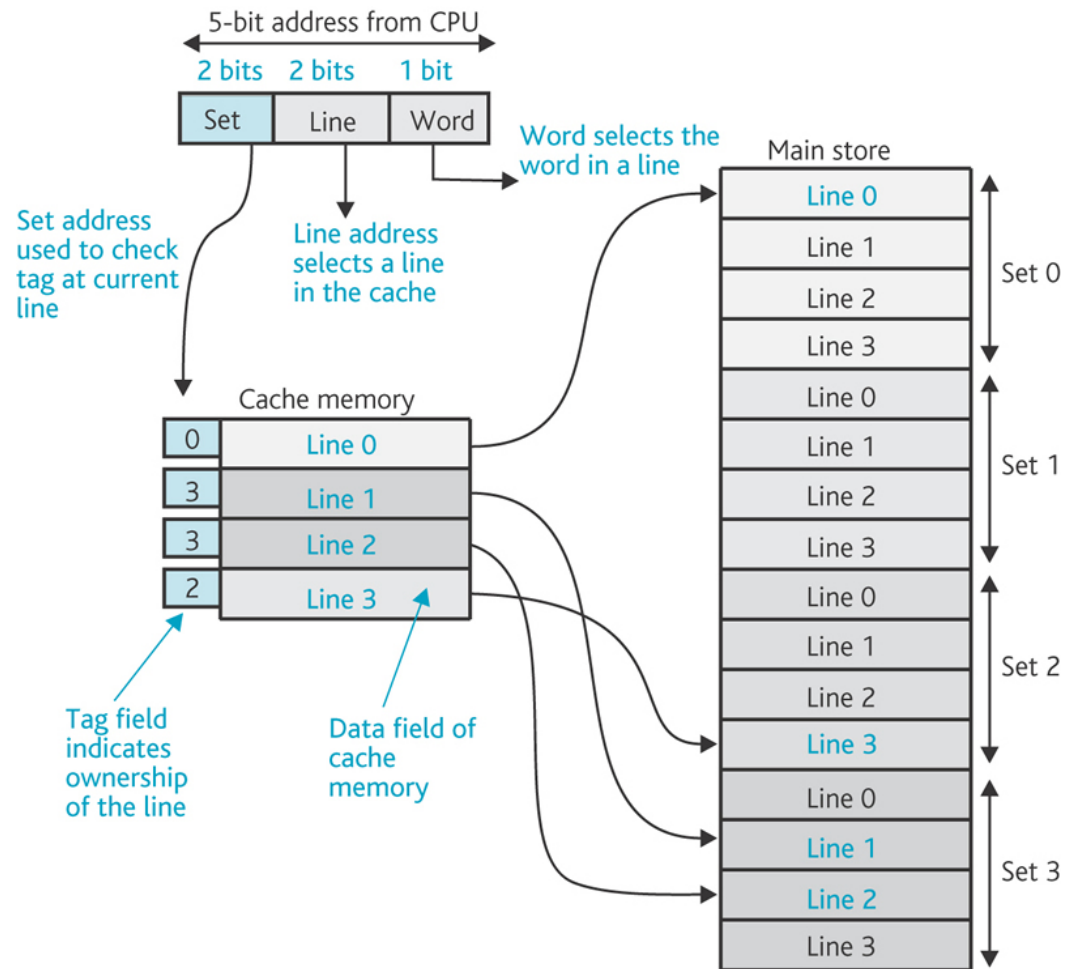 5-bit address from CPU
2 bits
2 bits
1 bit
Set
Line
Word
Word selects the
word in a line
Set address
used to check
tag at current
line
Line address
selects a line
in the cache
Cache memory
0
Line 0
3
Line 1
3
Line 2
2
Line 3
Tag field
indicates
ownership
of the line
Data field of
cache
memory
Main store
Line 0
Line 1
Line 2
Line 3
Set 0
Line 0
Line 1
Line 2
Line 3
Set 1
Line 0
Line 1
Line 2
Line 3
Set 2
Line 0
Line 1
Line 2
Line 3
Set 3